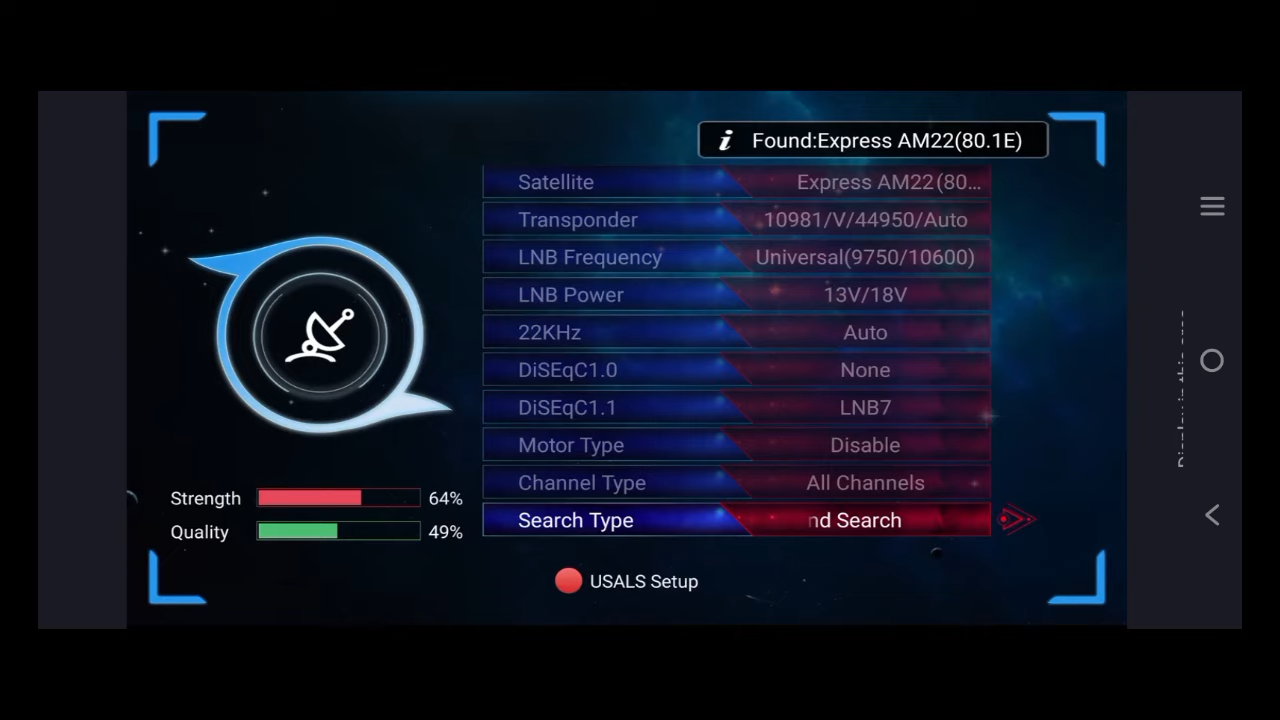 Found:Express AM22(80.1E)
Satellite Express AM22(80...
Transponder 10981/V/44950/Auto
LNB Frequency Universal(9750/10600)
LNB Power 13V/18V
22KHz Auto
DiSEqC1.0 None
DiSEqC1.1 LNB7
Motor Type Disable
Channel Type All Channels
Search Type nd Search
Strength 64%
Quality 49%
USALS Setup